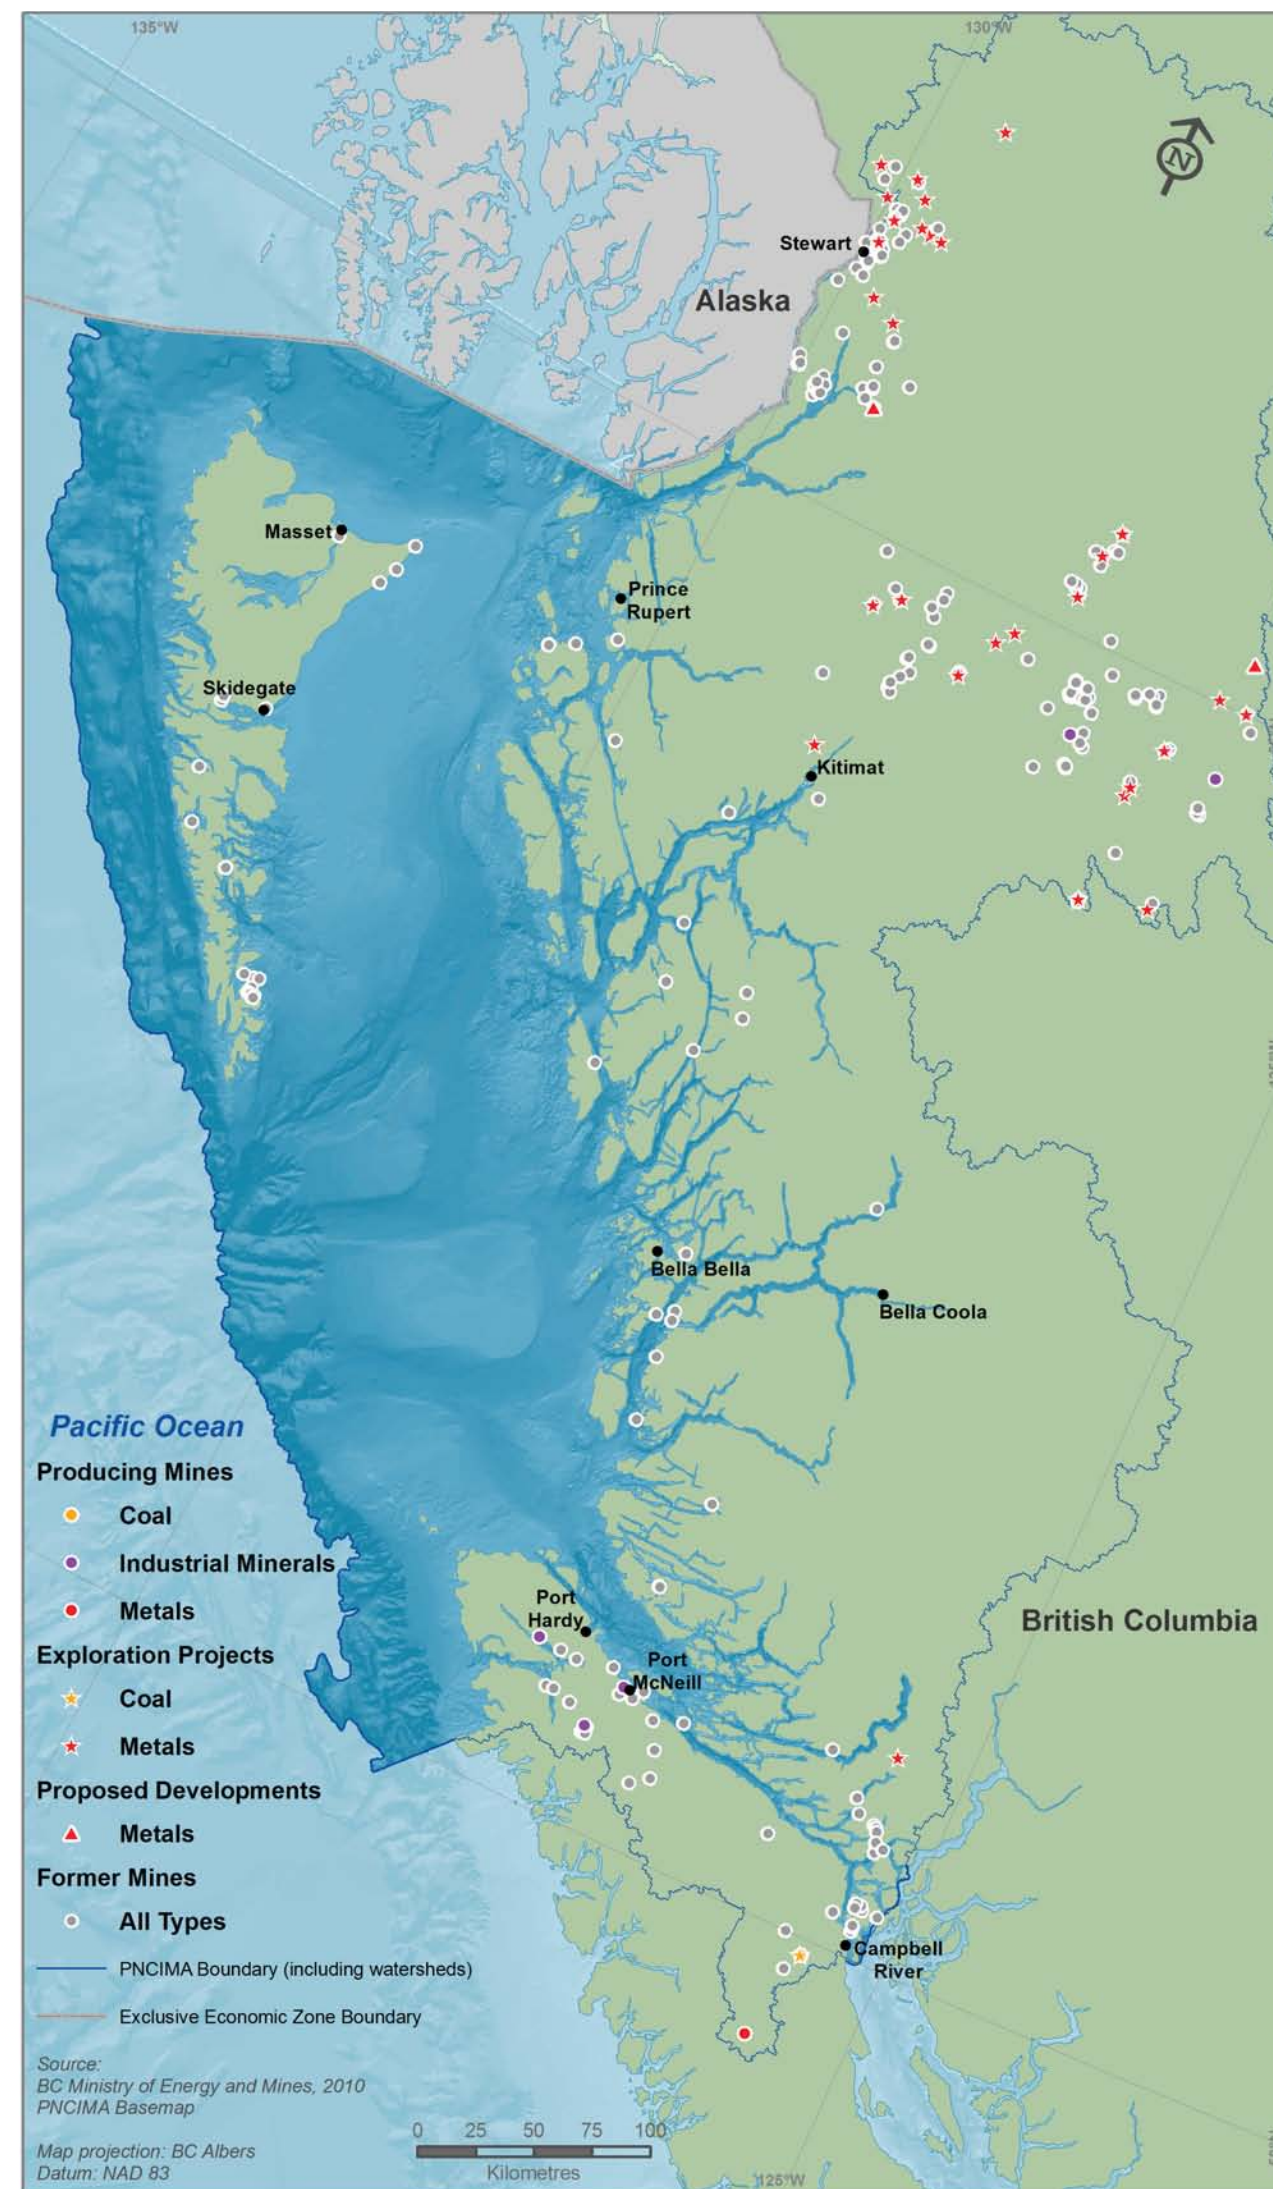 135°W
130°W
N
Stewart
Alaska
Masset
Prince
Rupert
Skidegate
Kitimat
Bella Bella
Bella Coola
Pacific Ocean
Producing Mines
Coal
Industrial Minerals
Metals
Exploration Projects
Coal
Metals
Proposed Developments
Metals
Former Mines
All Types
PNCIMA Boundary (including watersheds)
Exclusive Economic Zone Boundary
Port
Hardy
Port
McNeill
British Columbia
Campbell
River
Source:
BC Ministry of Energy and Mines, 2010
PNCIMA Basemap
Map projection: BC Albers
Datum: NAD 83
0 25 50 75 100
Kilometres
125°W